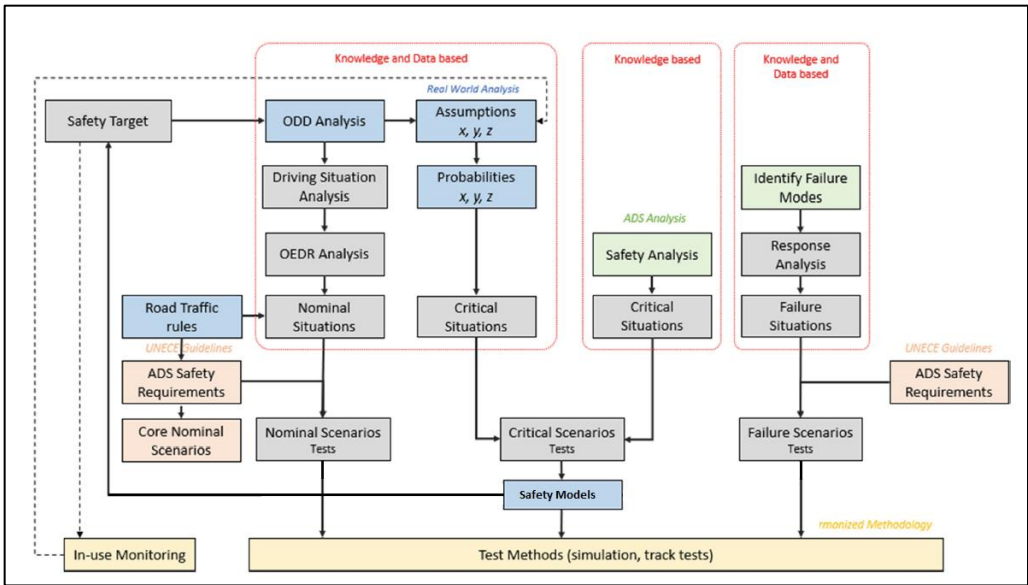 Knowledge and Data based
Knowledge based
Knowledge and
Data based
Real World Analysis
Safety Target
ODD Analysis
Assumptions
x, y, z
Driving Situation
Analysis
Probabilities
x, y, z
Identify Failure
Modes
ADS Analysis
OEDR Analysis
Safety Analysis
Response
Analysis
Road Traffic
rules
Nominal
Situations
Critical
Situations
Critical
Situations
Failure
Situations
UNECE Guidelines
UNECE Guidelines
ADS Safety
Requirements
ADS Safety
Requirements
Core Nominal
Scenarios
Nominal Scenarios
Tests
Critical Scenarios
Tests
Failure Scenarios
Tests
Safety Models
rmonized Methodology
In-use Monitoring
Test Methods (simulation, track tests)